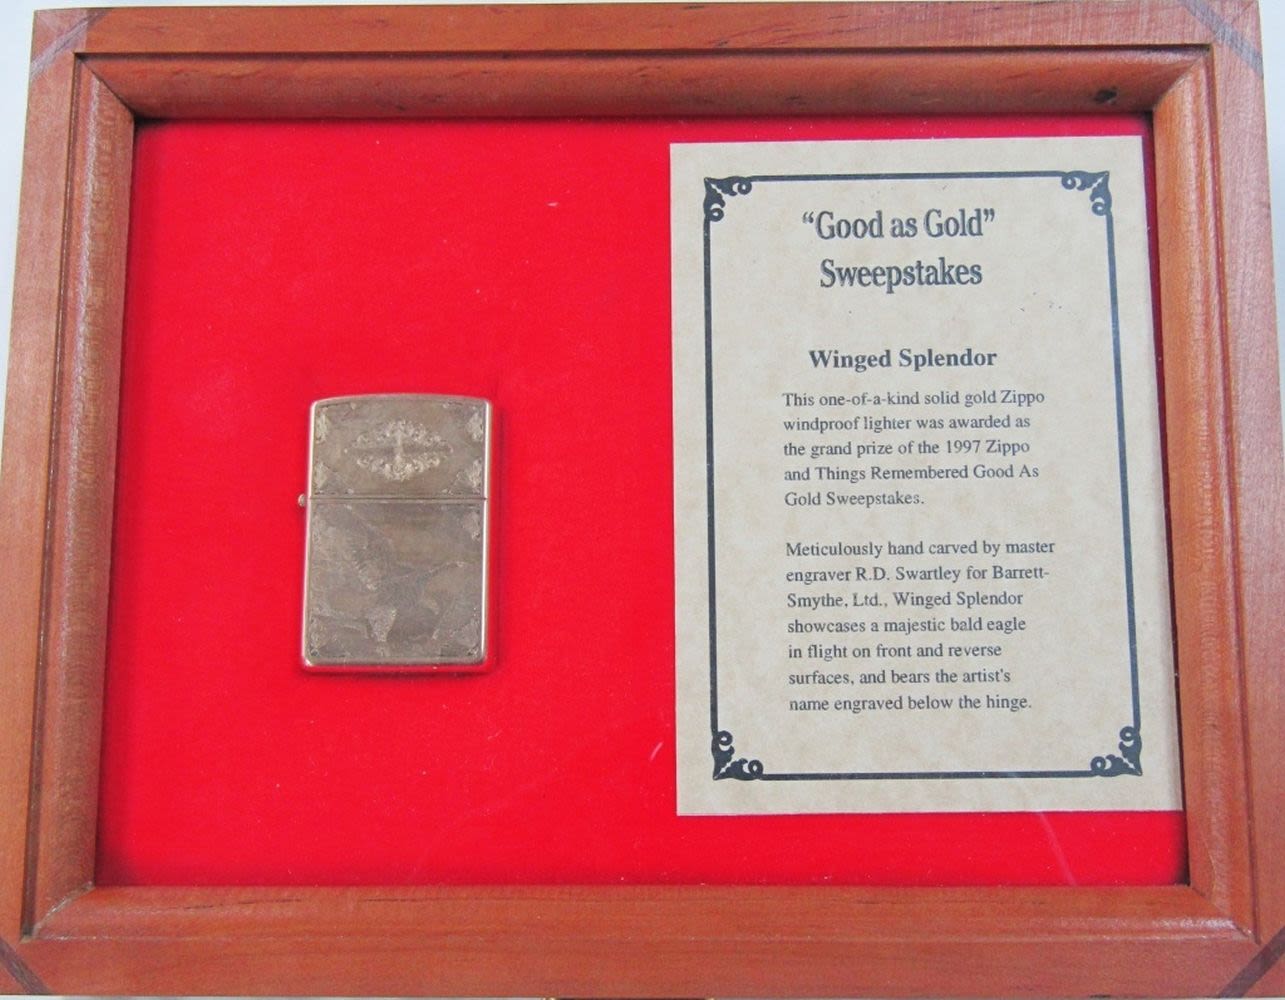 “Good as Gold”
Sweepstakes
Winged Splendor
This one-of-a-kind solid gold Zippo
windproof lighter was awarded as
the grand prize of the 1997 Zippo
and Things Remembered Good As
Gold Sweepstakes.
Meticulously hand carved by master
engraver R.D. Swartley for Barrett-
Smythe, Ltd., Winged Splendor
showcases a majestic bald eagle
in flight on front and reverse
surfaces, and bears the artist's
name engraved below the hinge.